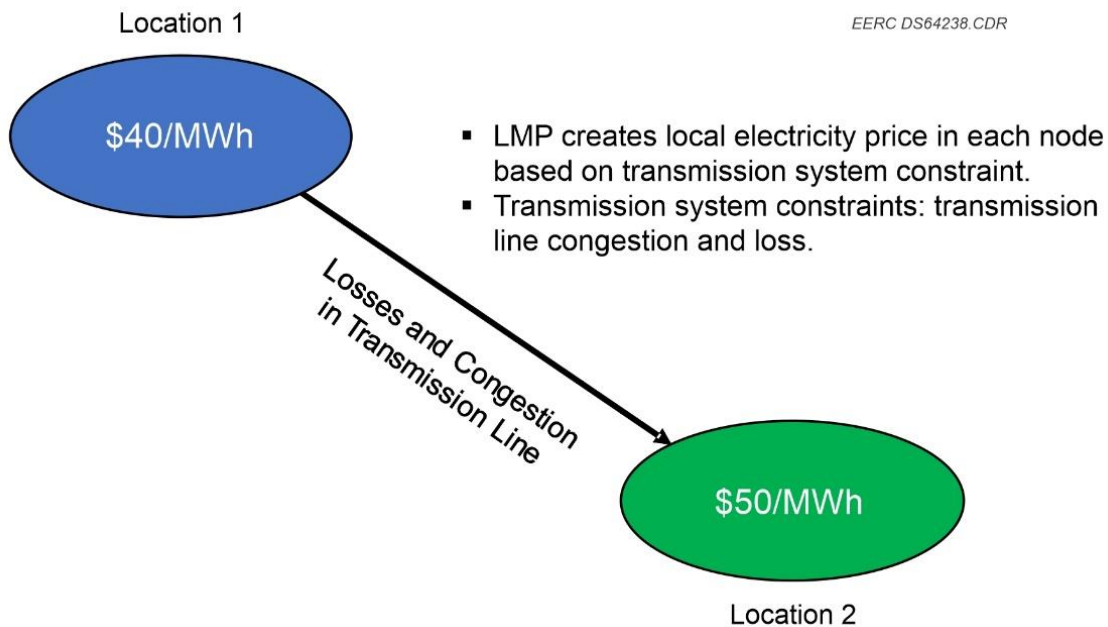 Location 1
EERC DS64238.CDR
$40/MWh
▪ LMP creates local electricity price in each node
based on transmission system constraint.
▪ Transmission system constraints: transmission
line congestion and loss.
Losses and Congestion
in Transmission Line
$50/MWh
Location 2